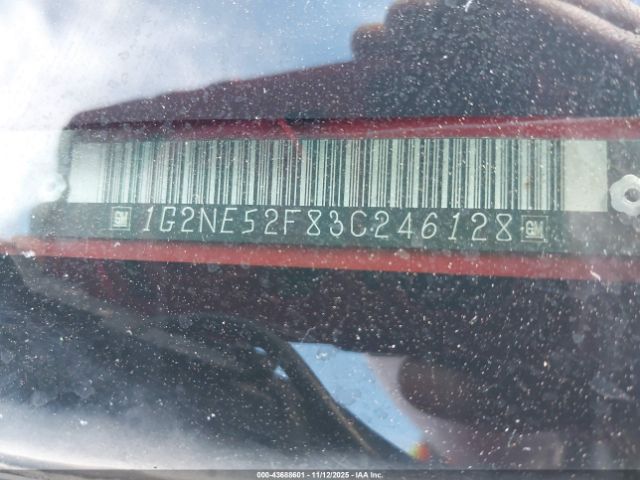 GM 1G2NE52F83C246128 GM
000-43688601 - 11/12/2025 - IAA Inc.